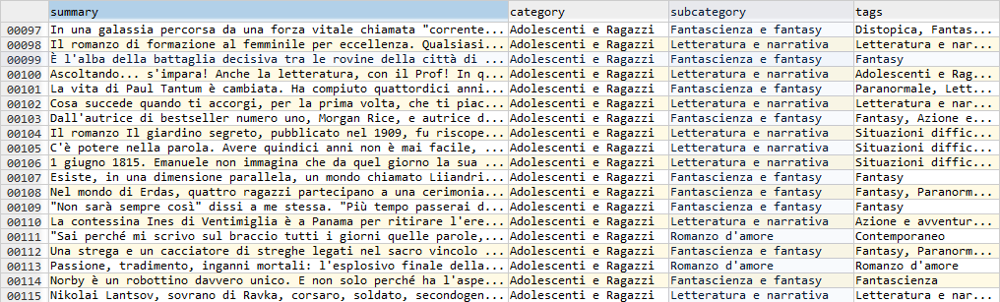 summary category subcategory tags
00097 In una galassia percorsa da una forza vitale chiamata "corrente... Adolescenti e Ragazzi Fantascienza e fantasy Distopica, Fantas...
00098 Il romanzo di formazione al femminile per eccellenza. Qualsiasi... Adolescenti e Ragazzi Letteratura e narrativa Letteratura e nar...
00099 È l'alba della battaglia decisiva tra le rovine della città di ... Adolescenti e Ragazzi Fantascienza e fantasy Fantasy
00100 Ascoltando... s'impara! Anche la letteratura, con il Prof! In q... Adolescenti e Ragazzi Letteratura e narrativa Adolescenti e Rag...
00101 La vita di Paul Tantum è cambiata. Ha compiuto quattordici anni... Adolescenti e Ragazzi Fantascienza e fantasy Paranormale, Lett...
00102 Cosa succede quando ti accorgi, per la prima volta, che ti piac... Adolescenti e Ragazzi Letteratura e narrativa Letteratura e nar...
00103 Dall'autrice di bestseller numero uno, Morgan Rice, e autrice d... Adolescenti e Ragazzi Fantascienza e fantasy Fantasy, Azione e...
00104 Il romanzo Il giardino segreto, pubblicato nel 1909, fu riscope... Adolescenti e Ragazzi Letteratura e narrativa Situazioni diffic...
00105 C'è potere nella parola. Avere quindici anni non è mai facile, ... Adolescenti e Ragazzi Letteratura e narrativa Situazioni diffic...
00106 1 giugno 1815. Emanuele non immagina che da quel giorno la sua ... Adolescenti e Ragazzi Letteratura e narrativa Situazioni diffic...
00107 Esiste, in una dimensione parallela, un mondo chiamato Liiandri... Adolescenti e Ragazzi Fantascienza e fantasy Fantasy
00108 Nel mondo di Erdas, quattro ragazzi partecipano a una cerimonia... Adolescenti e Ragazzi Fantascienza e fantasy Fantasy, Paranorm...
00109 "Non sarà sempre così" dissi a me stessa. "Più tempo passerai d... Adolescenti e Ragazzi Fantascienza e fantasy Fantasy
00110 La contessina Ines di Ventimiglia è a Panama per ritirare l'ere... Adolescenti e Ragazzi Letteratura e narrativa Azione e avventur...
00111 "Sai perché mi scrivo sul braccio tutti i giorni quelle parole,... Adolescenti e Ragazzi Romanzo d'amore Contemporaneo
00112 Una strega e un cacciatore di streghe legati nel sacro vincolo ... Adolescenti e Ragazzi Fantascienza e fantasy Fantasy, Paranorm...
00113 Passione, tradimento, inganni mortali: l'esplosivo finale della... Adolescenti e Ragazzi Romanzo d'amore Romanzo d'amore
00114 Norby è un robottino davvero unico. E non solo perché ha l'aspe... Adolescenti e Ragazzi Fantascienza e fantasy Fantascienza
00115 Nikolai Lantsov, sovrano di Ravka, corsaro, soldato, secondogen... Adolescenti e Ragazzi Letteratura e narrativa Letteratura e nar...